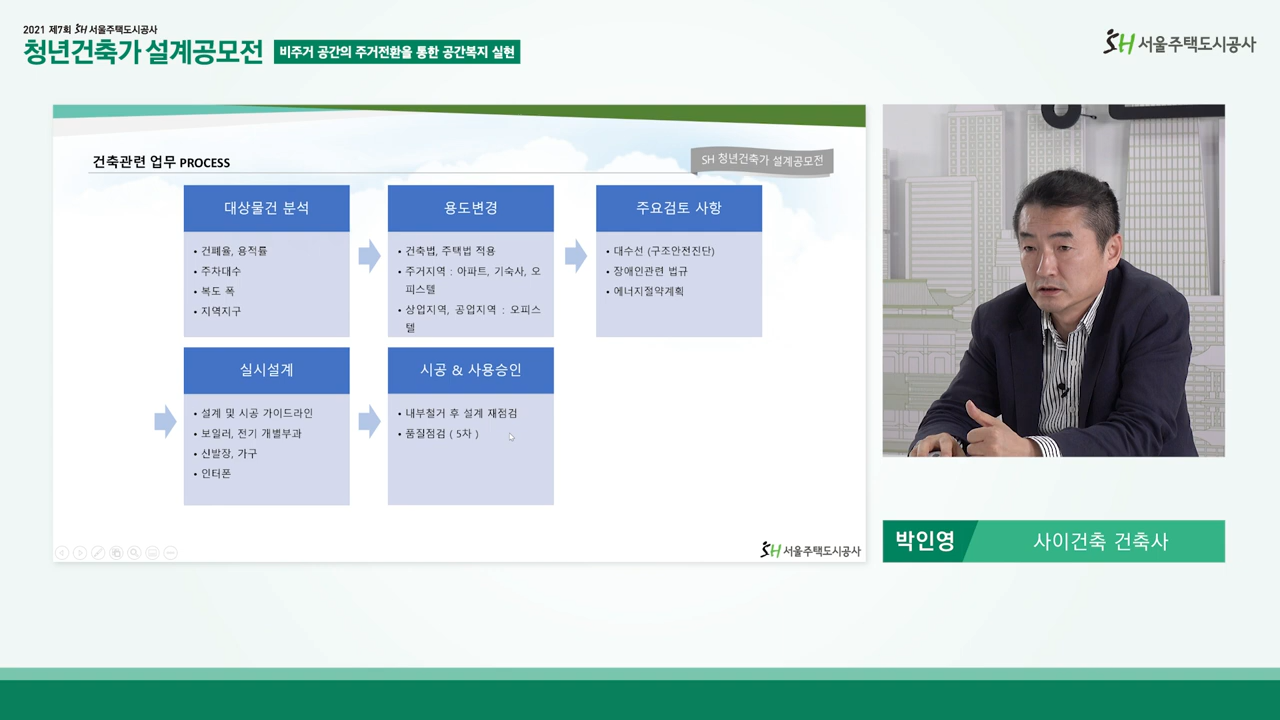 2021 제7회 SH 서울주택도시공사
청년건축가 설계공모전 비주거 공간의 주거전환을 통한 공간복지 실현
SH 서울주택도시공사
건축관련 업무 PROCESS
SH 청년건축가 설계공모전
대상물건 분석
• 건폐율, 용적률
• 주차대수
• 복도 폭
• 지역지구
용도변경
• 건축법, 주택법 적용
• 주거지역 : 아파트, 기숙사, 오
피스텔
• 상업지역, 공업지역 : 오피스
텔
주요검토 사항
• 대수선 (구조안전진단)
• 장애인관련 법규
• 에너지절약계획
실시설계
• 설계 및 시공 가이드라인
• 보일러, 전기 개별부과
• 신발장, 가구
• 인터폰
시공 & 사용승인
• 내부철거 후 설계 재점검
• 품질점검 ( 5차 )
SH 서울주택도시공사
박인영 사이건축 건축사